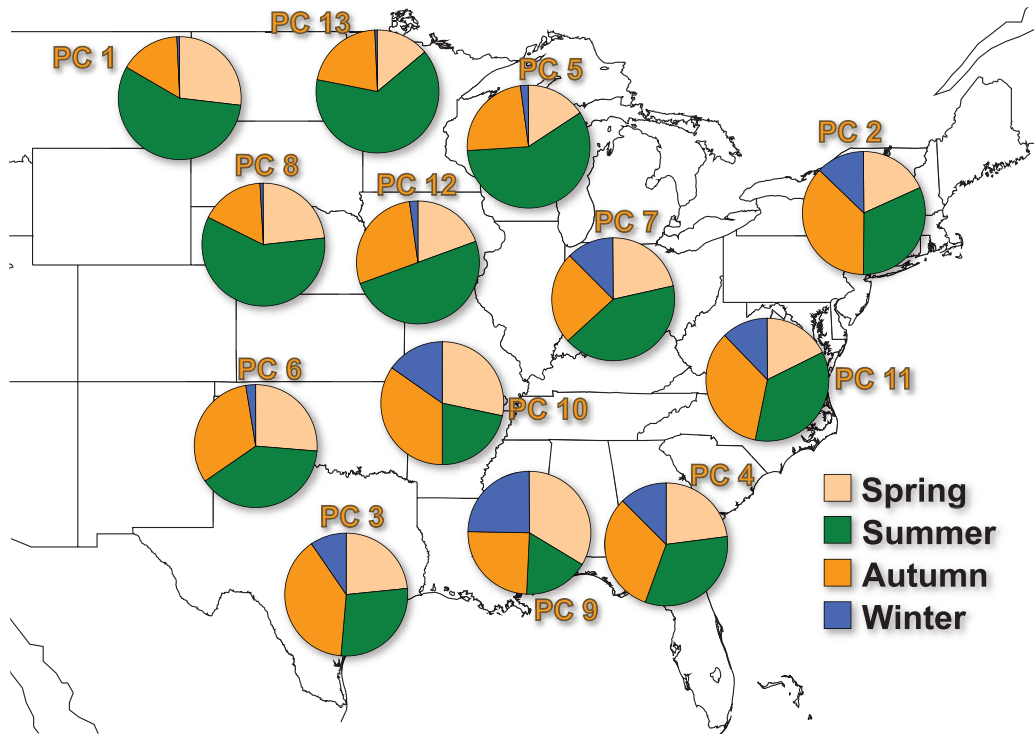 PC 13
PC 1
PC 5
PC 2
PC 8
PC 12
PC 7
PC 6
PC 11
PC 10
PC 4
PC 3
PC 9
Spring
Summer
Autumn
Winter